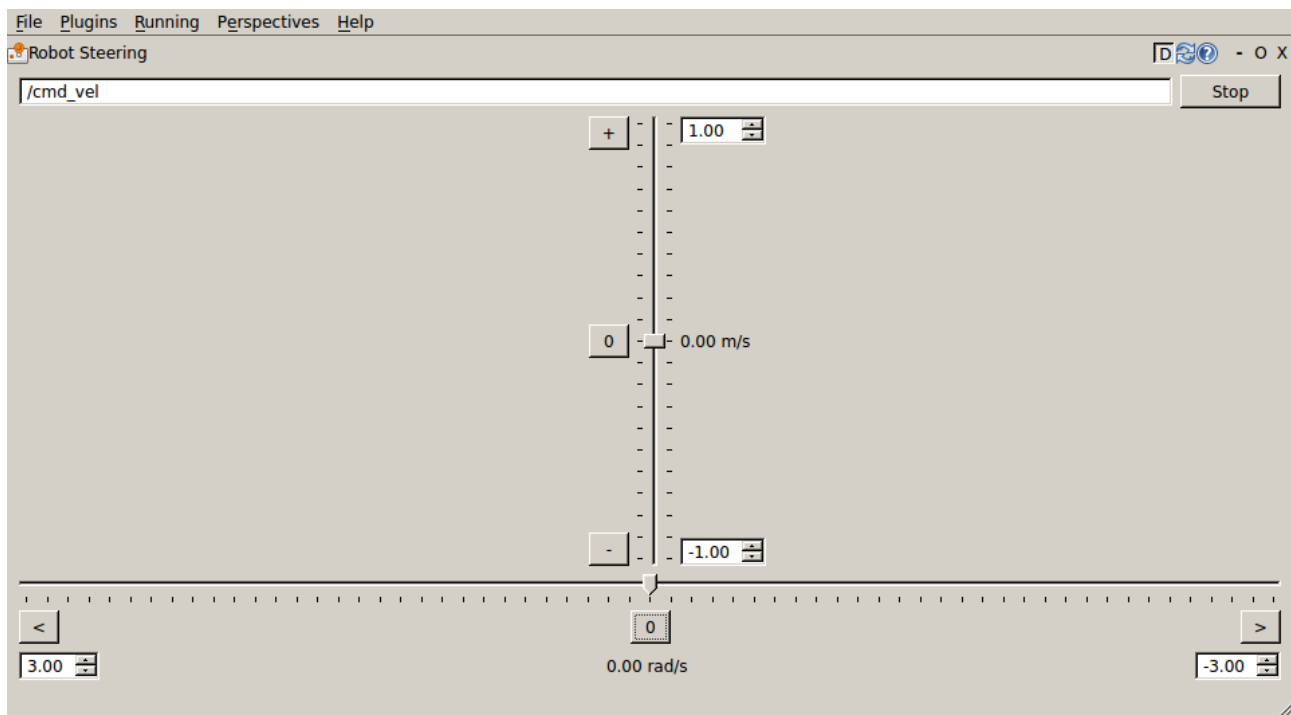 File Plugins Running Perspectives Help
Robot Steering D - O X
/cmd_vel Stop
+ 1.00
0 0.00 m/s
- -1.00
< 0 >
3.00 0.00 rad/s -3.00